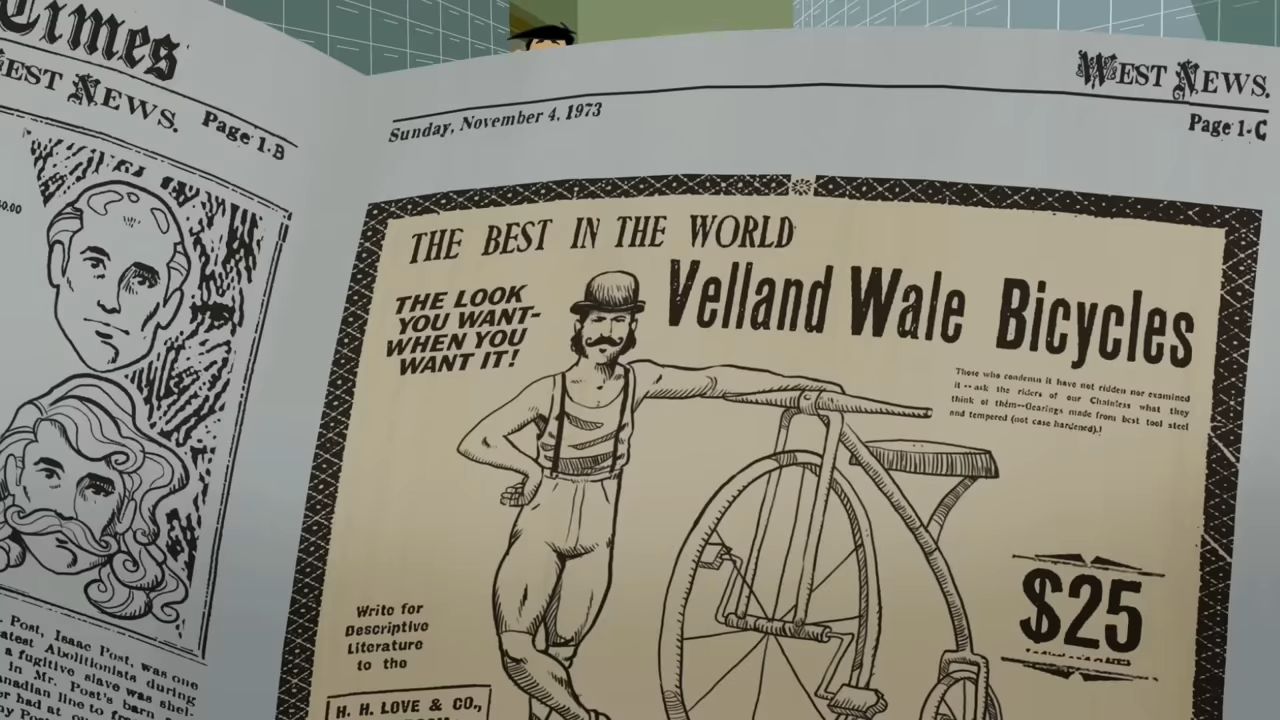 Times
EST NEWS.
Page 1-B
0.00
. Post, Isaac Post, was one
atest Abolitionists during
a fugitive slave was shel-
in Mr. Post's barn
nadian line to
r had at
Sunday, November 4, 1973
WEST NEWS.
Page 1-C
THE BEST IN THE WORLD
Velland Wale Bicycles
THE LOOK
YOU WANT-
WHEN YOU
WANT IT!
Those who condemn it have not ridden nor examined
it -- ask the riders of our Chainless what they
think of them--Gearings made from best tool steel
and tempered (not case hardened).!
$25
Write for
Descriptive
Literature
to the
H. H. LOVE & CO.,